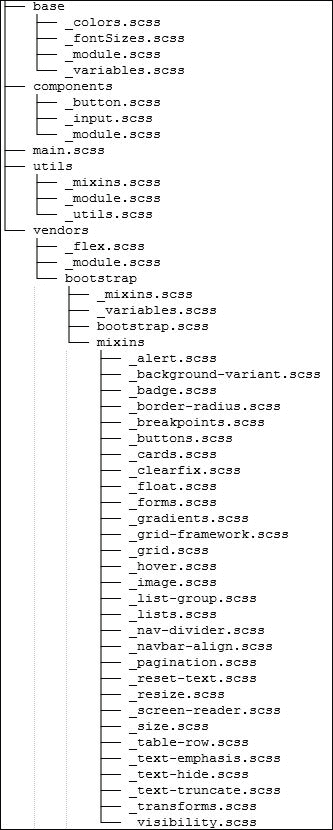 base
_colors.scss
_fontSizes.scss
_module.scss
_variables.scss
components
_button.scss
_input.scss
_module.scss
main.scss
utils
_mixins.scss
_module.scss
_utils.scss
vendors
_flex.scss
_module.scss
bootstrap
_mixins.scss
_variables.scss
bootstrap.scss
mixins
_alert.scss
_background-variant.scss
_badge.scss
_border-radius.scss
_breakpoints.scss
_buttons.scss
_cards.scss
_clearfix.scss
_float.scss
_forms.scss
_gradients.scss
_grid-framework.scss
_grid.scss
_hover.scss
_image.scss
_list-group.scss
_lists.scss
_nav-divider.scss
_navbar-align.scss
_pagination.scss
_reset-text.scss
_resize.scss
_screen-reader.scss
_size.scss
_table-row.scss
_text-emphasis.scss
_text-hide.scss
_text-truncate.scss
_transforms.scss
_visibility.scss